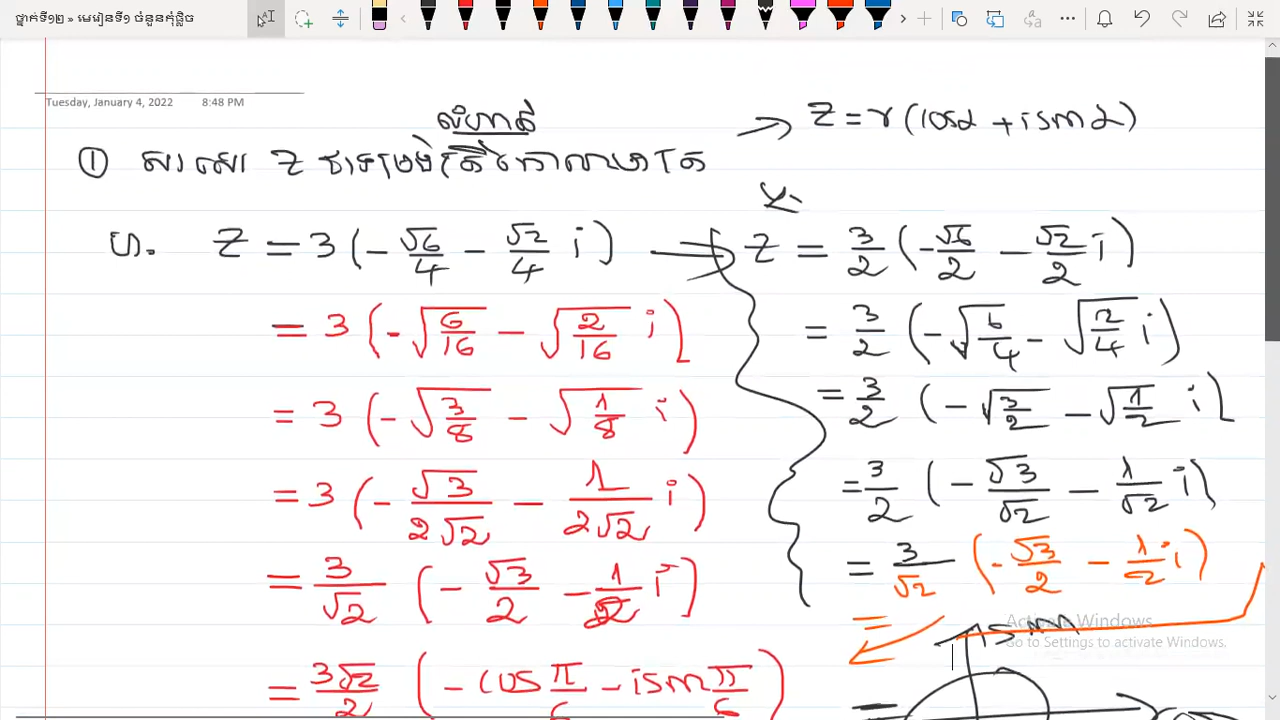 ថ្នាក់ទី១២ » មេរៀនទី១ ចំនួនកុំផ្លិច
Tuesday, January 4, 2022 8:48 PM
លំហាត់
→ Z = r (cosα + i sin α)
① សរសេរ Z ជាទម្រង់ត្រីកោណមាត្រ
Z = 3 (-√6/4 - √2/4 i) →
= 3 (-√(6/16) - √(2/16) i)
= 3 (-√(3/8) - √(1/8) i)
= 3 (-√3/(2√2) - 1/(2√2) i)
= 3/√2 (-√3/2 - 1/2 i)
= 3√2/2 (-cos π/6 - i sin π/6)
Z = 3/2 (-√6/2 - √2/2 i)
= 3/2 (-√(6/4) - √(2/4) i)
= 3/2 (-√(3/2) - √(1/2) i)
= 3/2 (-√3/√2 - 1/√2 i)
= 3/√2 (-√3/2 - 1/2 i)
=
sin
=
Activate Windows
Go to Settings to activate Windows.